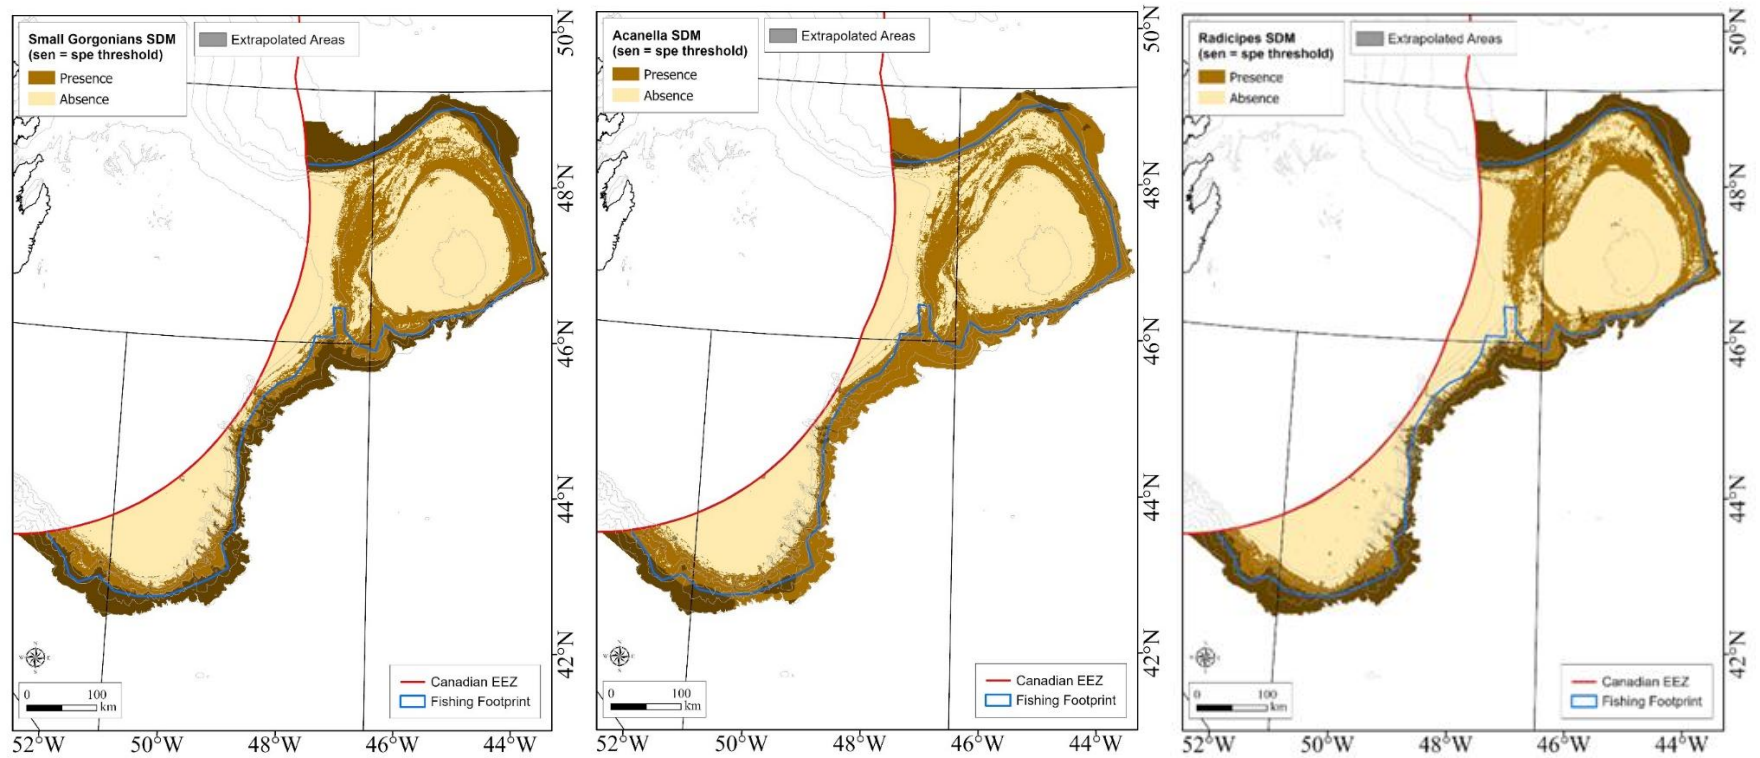 Small Gorgonians SDM
(sen = spe threshold)
Presence
Absence
Extrapolated Areas
50°N
48°N
46°N
44°N
42°N
0 100
km
Canadian EEZ
Fishing Footprint
52°W 50°W 48°W 46°W 44°W
Acanella SDM
(sen = spe threshold)
Presence
Absence
Extrapolated Areas
50°N
48°N
46°N
44°N
42°N
0 100
km
Canadian EEZ
Fishing Footprint
52°W 50°W 48°W 46°W 44°W
Radicipes SDM
(sen = spe threshold)
Presence
Absence
Extrapolated Areas
50°N
48°N
46°N
44°N
42°N
0 100
km
Canadian EEZ
Fishing Footprint
52°W 50°W 48°W 46°W 44°W